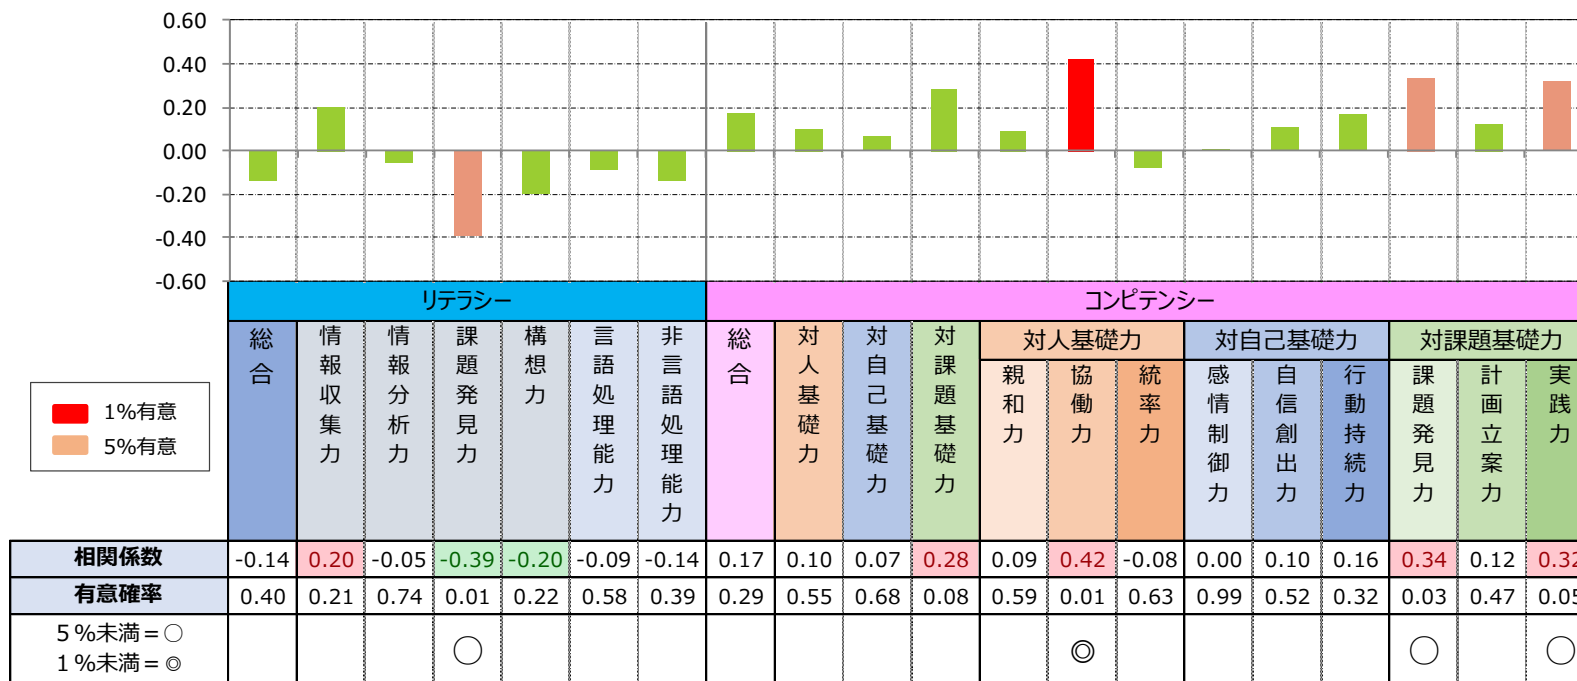 0.60
0.40
0.20
0.00
-0.20
-0.40
-0.60
1%有意
5%有意
リテラシー コンピテンシー
総合 情報収集力 情報分析力 課題発見力 構想力 言語処理能力 非言語処理能力 総合 対人基礎力 対自己基礎力 対課題基礎力 対人基礎力 対自己基礎力 対課題基礎力
親和力 協働力 統率力 感情制御力 自信創出力 行動持続力 課題発見力 計画立案力 実践力
相関係数 -0.14 0.20 -0.05 -0.39 -0.20 -0.09 -0.14 0.17 0.10 0.07 0.28 0.09 0.42 -0.08 0.00 0.10 0.16 0.34 0.12 0.32
有意確率 0.40 0.21 0.74 0.01 0.22 0.58 0.39 0.29 0.55 0.68 0.08 0.59 0.01 0.63 0.99 0.52 0.32 0.03 0.47 0.05
5%未満=○
1%未満=◎
○ ◎ ○ ○